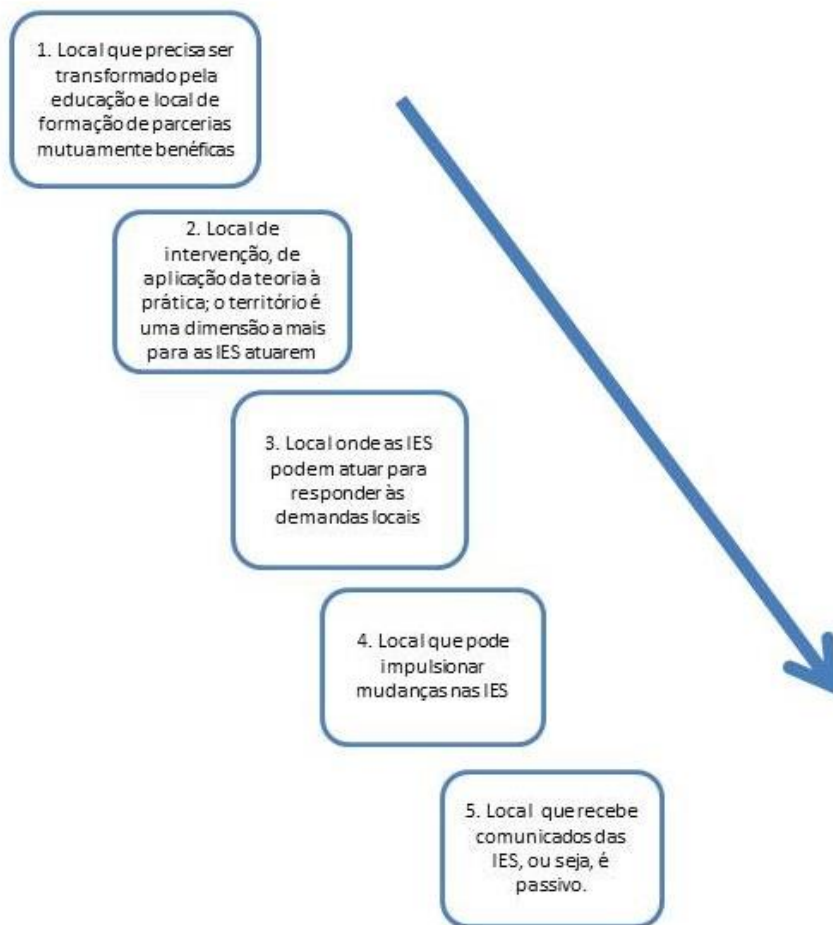 1. Local que precisa ser
transformado pela
educação e local de
formação de parcerias
mutuamente benéficas
2. Local de
intervenção, de
aplicação da teoria à
prática; o território é
uma dimensão a mais
para as IES atuarem
3. Local onde as IES
podem atuar para
responder às
demandas locais
4. Local que pode
impulsionar
mudanças nas IES
5. Local que recebe
comunicados das
IES, ou seja, é
passivo.